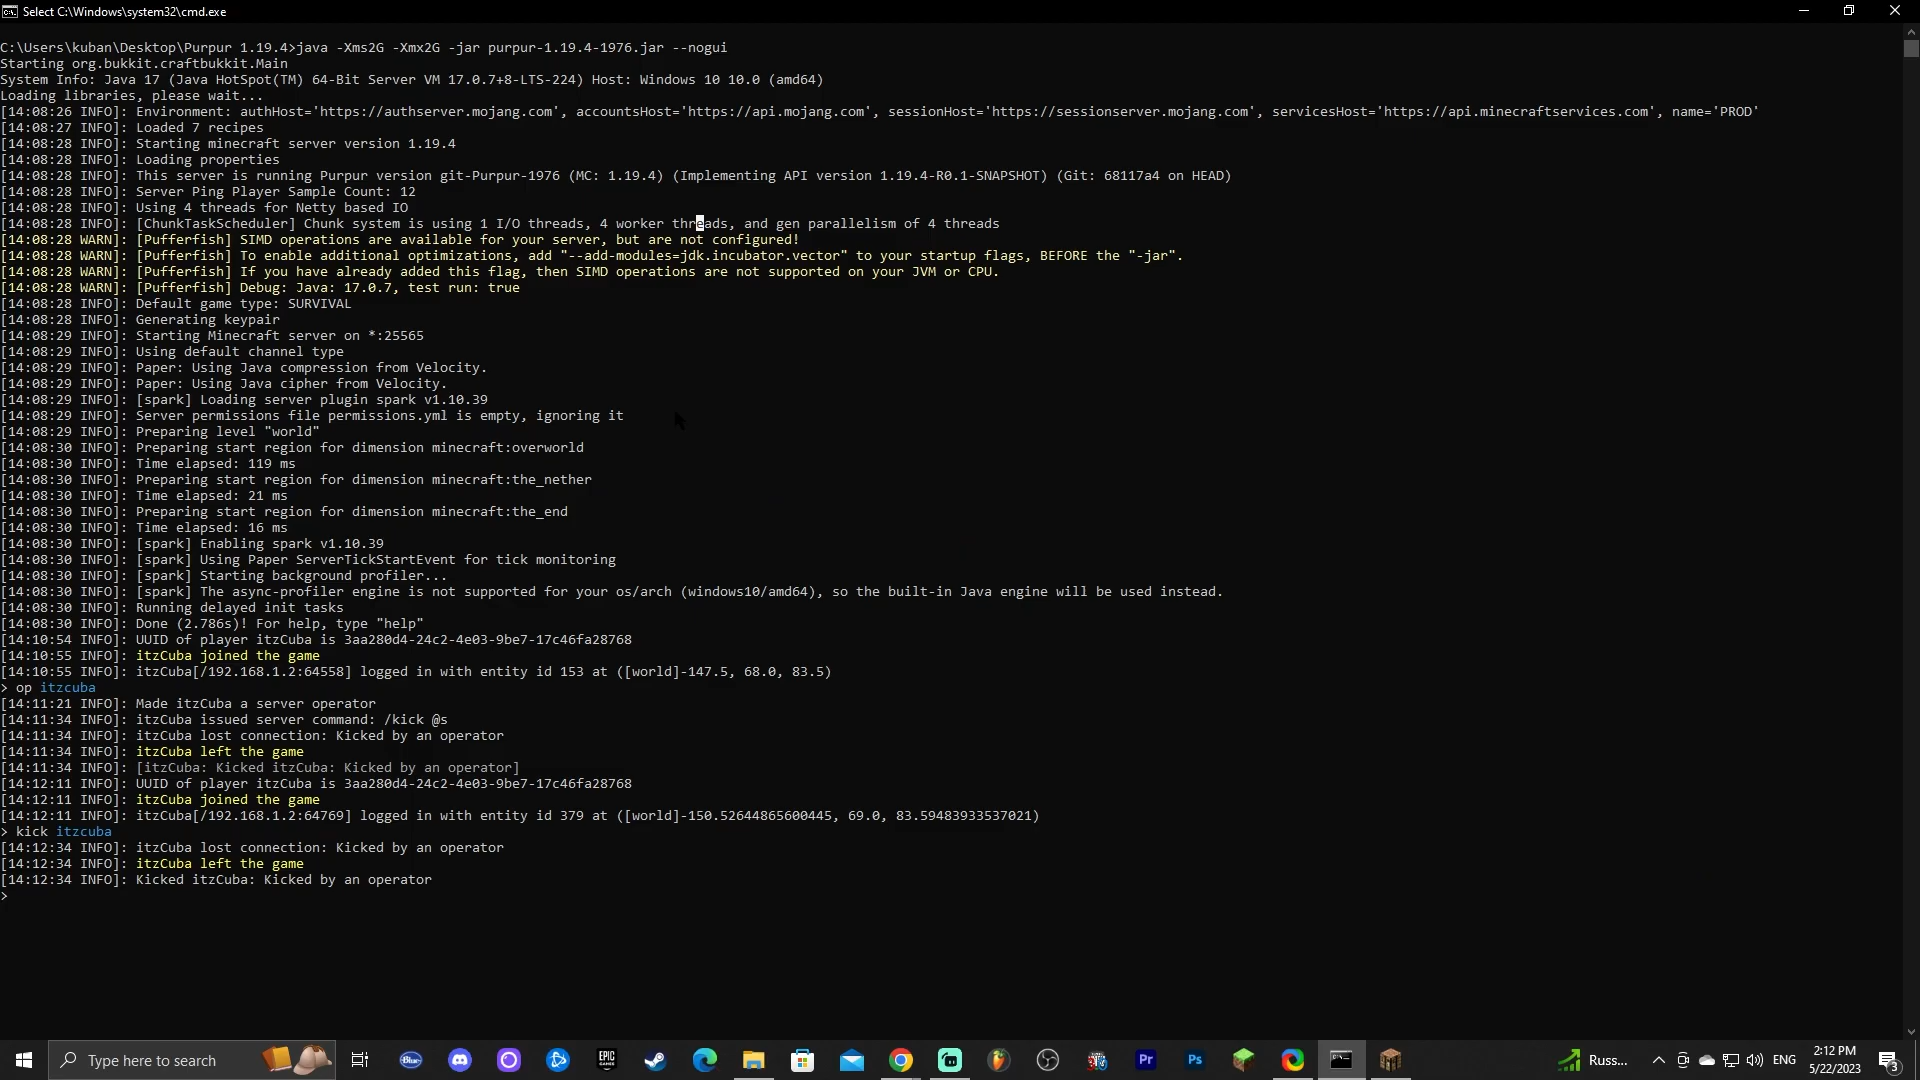 Select C:\Windows\system32\cmd.exe
C:\Users\kuban\Desktop\Purpur 1.19.4>java -Xms2G -Xmx2G -jar purpur-1.19.4-1976.jar --nogui
Starting org.bukkit.craftbukkit.Main
System Info: Java 17 (Java HotSpot(TM) 64-Bit Server VM 17.0.7+8-LTS-224) Host: Windows 10 10.0 (amd64)
Loading libraries, please wait...
[14:08:26 INFO]: Environment: authHost='https://authserver.mojang.com', accountsHost='https://api.mojang.com', sessionHost='https://sessionserver.mojang.com', servicesHost='https://api.minecraftservices.com', name='PROD'
[14:08:27 INFO]: Loaded 7 recipes
[14:08:28 INFO]: Starting minecraft server version 1.19.4
[14:08:28 INFO]: Loading properties
[14:08:28 INFO]: This server is running Purpur version git-Purpur-1976 (MC: 1.19.4) (Implementing API version 1.19.4-R0.1-SNAPSHOT) (Git: 68117a4 on HEAD)
[14:08:28 INFO]: Server Ping Player Sample Count: 12
[14:08:28 INFO]: Using 4 threads for Netty based IO
[14:08:28 INFO]: [ChunkTaskScheduler] Chunk system is using 1 I/O threads, 4 worker threads, and gen parallelism of 4 threads
[14:08:28 WARN]: [Pufferfish] SIMD operations are available for your server, but are not configured!
[14:08:28 WARN]: [Pufferfish] To enable additional optimizations, add "--add-modules=jdk.incubator.vector" to your startup flags, BEFORE the "-jar".
[14:08:28 WARN]: [Pufferfish] If you have already added this flag, then SIMD operations are not supported on your JVM or CPU.
[14:08:28 WARN]: [Pufferfish] Debug: Java: 17.0.7, test run: true
[14:08:28 INFO]: Default game type: SURVIVAL
[14:08:28 INFO]: Generating keypair
[14:08:29 INFO]: Starting Minecraft server on *:25565
[14:08:29 INFO]: Using default channel type
[14:08:29 INFO]: Paper: Using Java compression from Velocity.
[14:08:29 INFO]: Paper: Using Java cipher from Velocity.
[14:08:29 INFO]: [spark] Loading server plugin spark v1.10.39
[14:08:29 INFO]: Server permissions file permissions.yml is empty, ignoring it
[14:08:29 INFO]: Preparing level "world"
[14:08:30 INFO]: Preparing start region for dimension minecraft:overworld
[14:08:30 INFO]: Time elapsed: 119 ms
[14:08:30 INFO]: Preparing start region for dimension minecraft:the_nether
[14:08:30 INFO]: Time elapsed: 21 ms
[14:08:30 INFO]: Preparing start region for dimension minecraft:the_end
[14:08:30 INFO]: Time elapsed: 16 ms
[14:08:30 INFO]: [spark] Enabling spark v1.10.39
[14:08:30 INFO]: [spark] Using Paper ServerTickStartEvent for tick monitoring
[14:08:30 INFO]: [spark] Starting background profiler...
[14:08:30 INFO]: [spark] The async-profiler engine is not supported for your os/arch (windows10/amd64), so the built-in Java engine will be used instead.
[14:08:30 INFO]: Running delayed init tasks
[14:08:30 INFO]: Done (2.786s)! For help, type "help"
[14:10:54 INFO]: UUID of player itzCuba is 3aa280d4-24c2-4e03-9be7-17c46fa28768
[14:10:55 INFO]: itzCuba joined the game
[14:10:55 INFO]: itzCuba[/192.168.1.2:64558] logged in with entity id 153 at ([world]-147.5, 68.0, 83.5)
> op itzcuba
[14:11:21 INFO]: Made itzCuba a server operator
[14:11:34 INFO]: itzCuba issued server command: /kick @s
[14:11:34 INFO]: itzCuba lost connection: Kicked by an operator
[14:11:34 INFO]: itzCuba left the game
[14:11:34 INFO]: [itzCuba: Kicked itzCuba: Kicked by an operator]
[14:12:11 INFO]: UUID of player itzCuba is 3aa280d4-24c2-4e03-9be7-17c46fa28768
[14:12:11 INFO]: itzCuba joined the game
[14:12:11 INFO]: itzCuba[/192.168.1.2:64769] logged in with entity id 379 at ([world]-150.52644865600445, 69.0, 83.59483933537021)
> kick itzcuba
[14:12:34 INFO]: itzCuba lost connection: Kicked by an operator
[14:12:34 INFO]: itzCuba left the game
[14:12:34 INFO]: Kicked itzCuba: Kicked by an operator
>
Type here to search
Blue
EPIC GAMES
Pr
Ps
Russ...
ENG
2:12 PM
5/22/2023
3